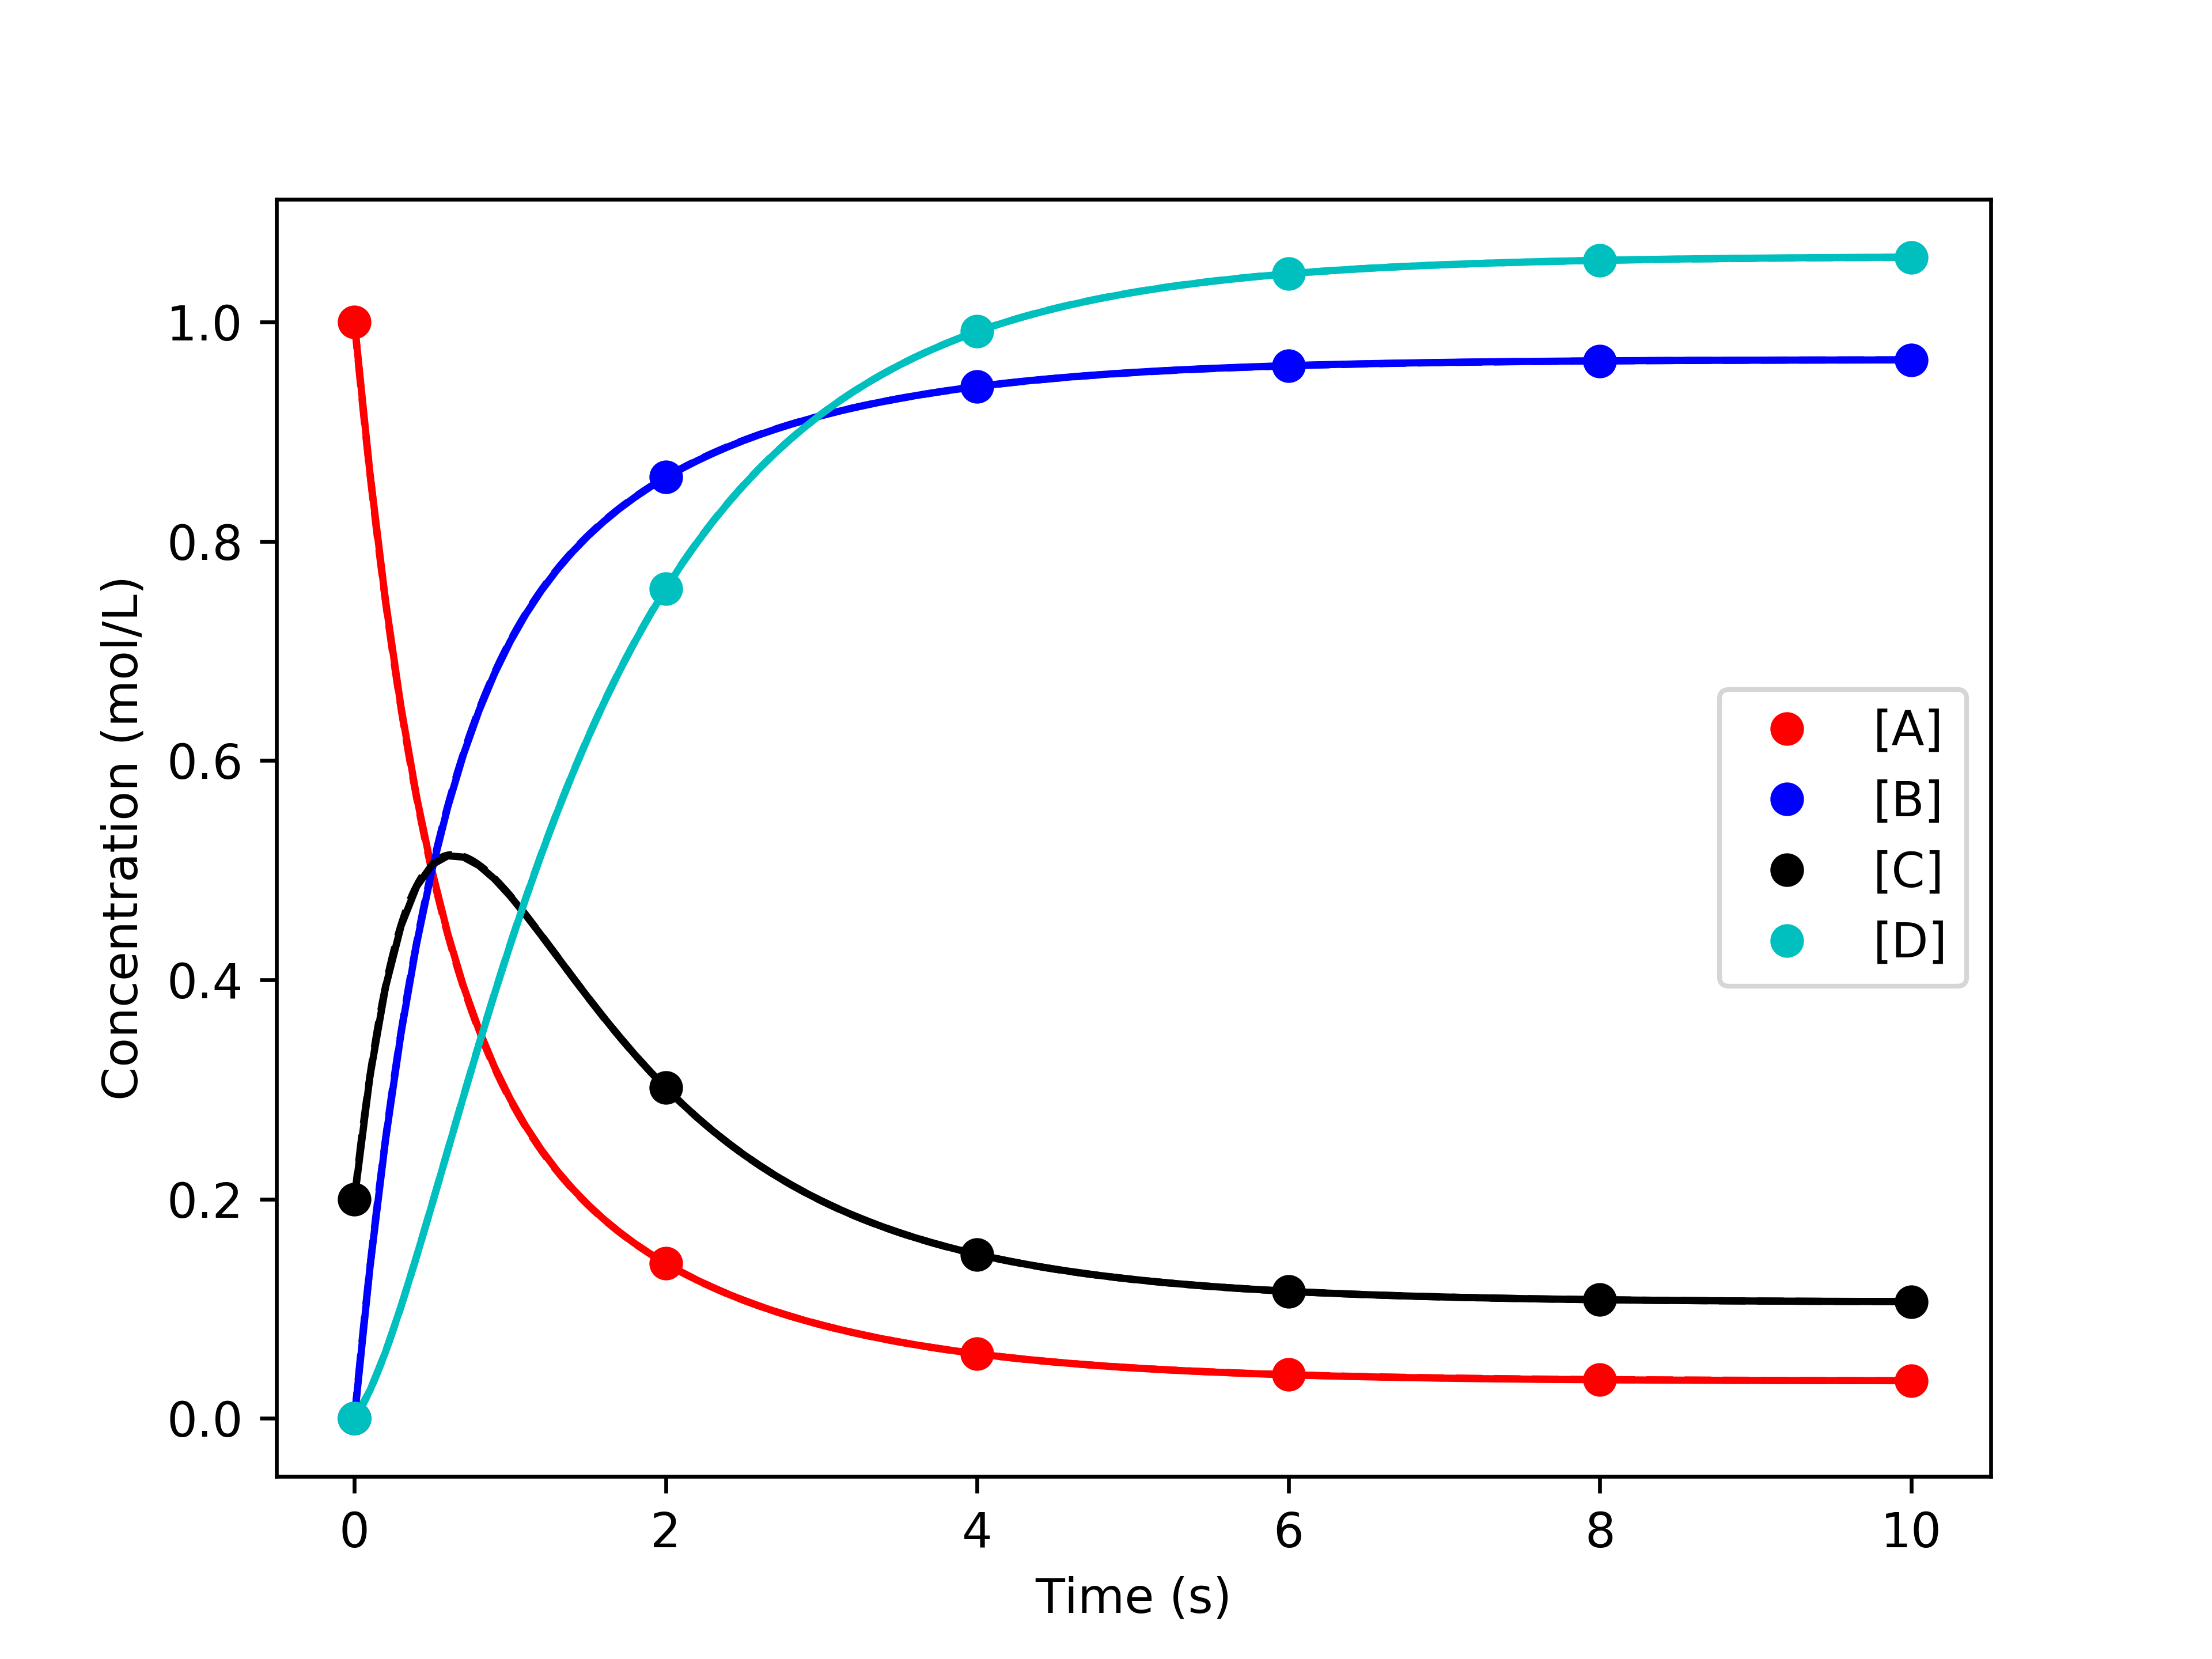 1.0
0.8
0.6
0.4
0.2
0.0
Concentration (mol/L)
[A]
[B]
[C]
[D]
0 2 4 6 8 10
Time (s)